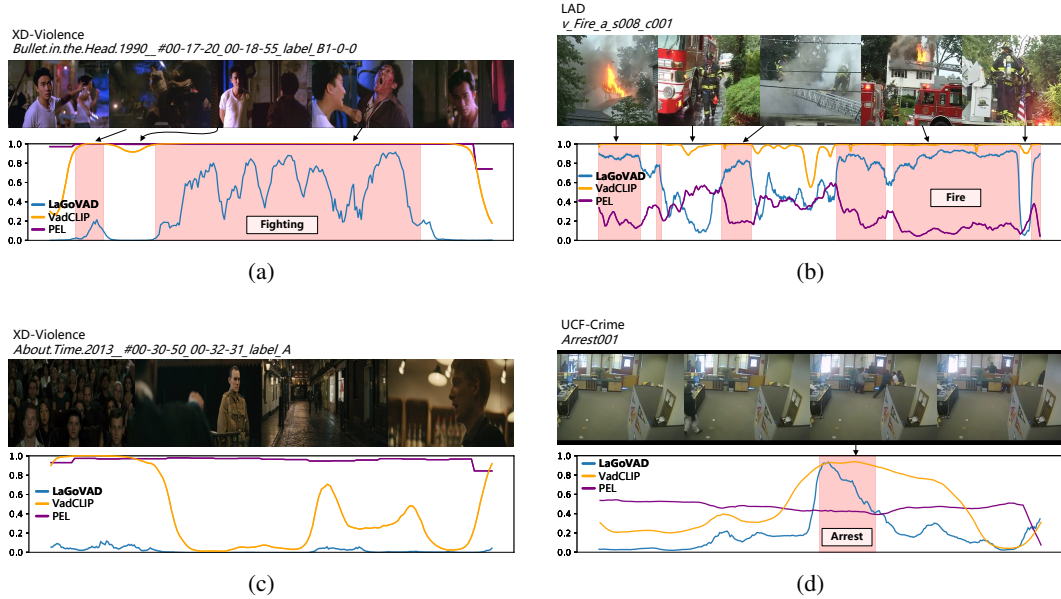 XD-Violence
Bullet.in.the.Head.1990__#00-17-20_00-18-55_label_B1-0-0
1.0
0.8
0.6
0.4
0.2
0.0
LaGoVAD
VadCLIP
PEL
Fighting
(a)
LAD
v_Fire_a_s008_c001
1.0
0.8
0.6
0.4
0.2
0.0
LaGoVAD
VadCLIP
PEL
Fire
(b)
XD-Violence
About.Time.2013__#00-30-50_00-32-31_label_A
1.0
0.8
0.6
0.4
0.2
0.0
LaGoVAD
VadCLIP
PEL
(c)
UCF-Crime
Arrest001
1.0
0.8
0.6
0.4
0.2
0.0
LaGoVAD
VadCLIP
PEL
Arrest
(d)